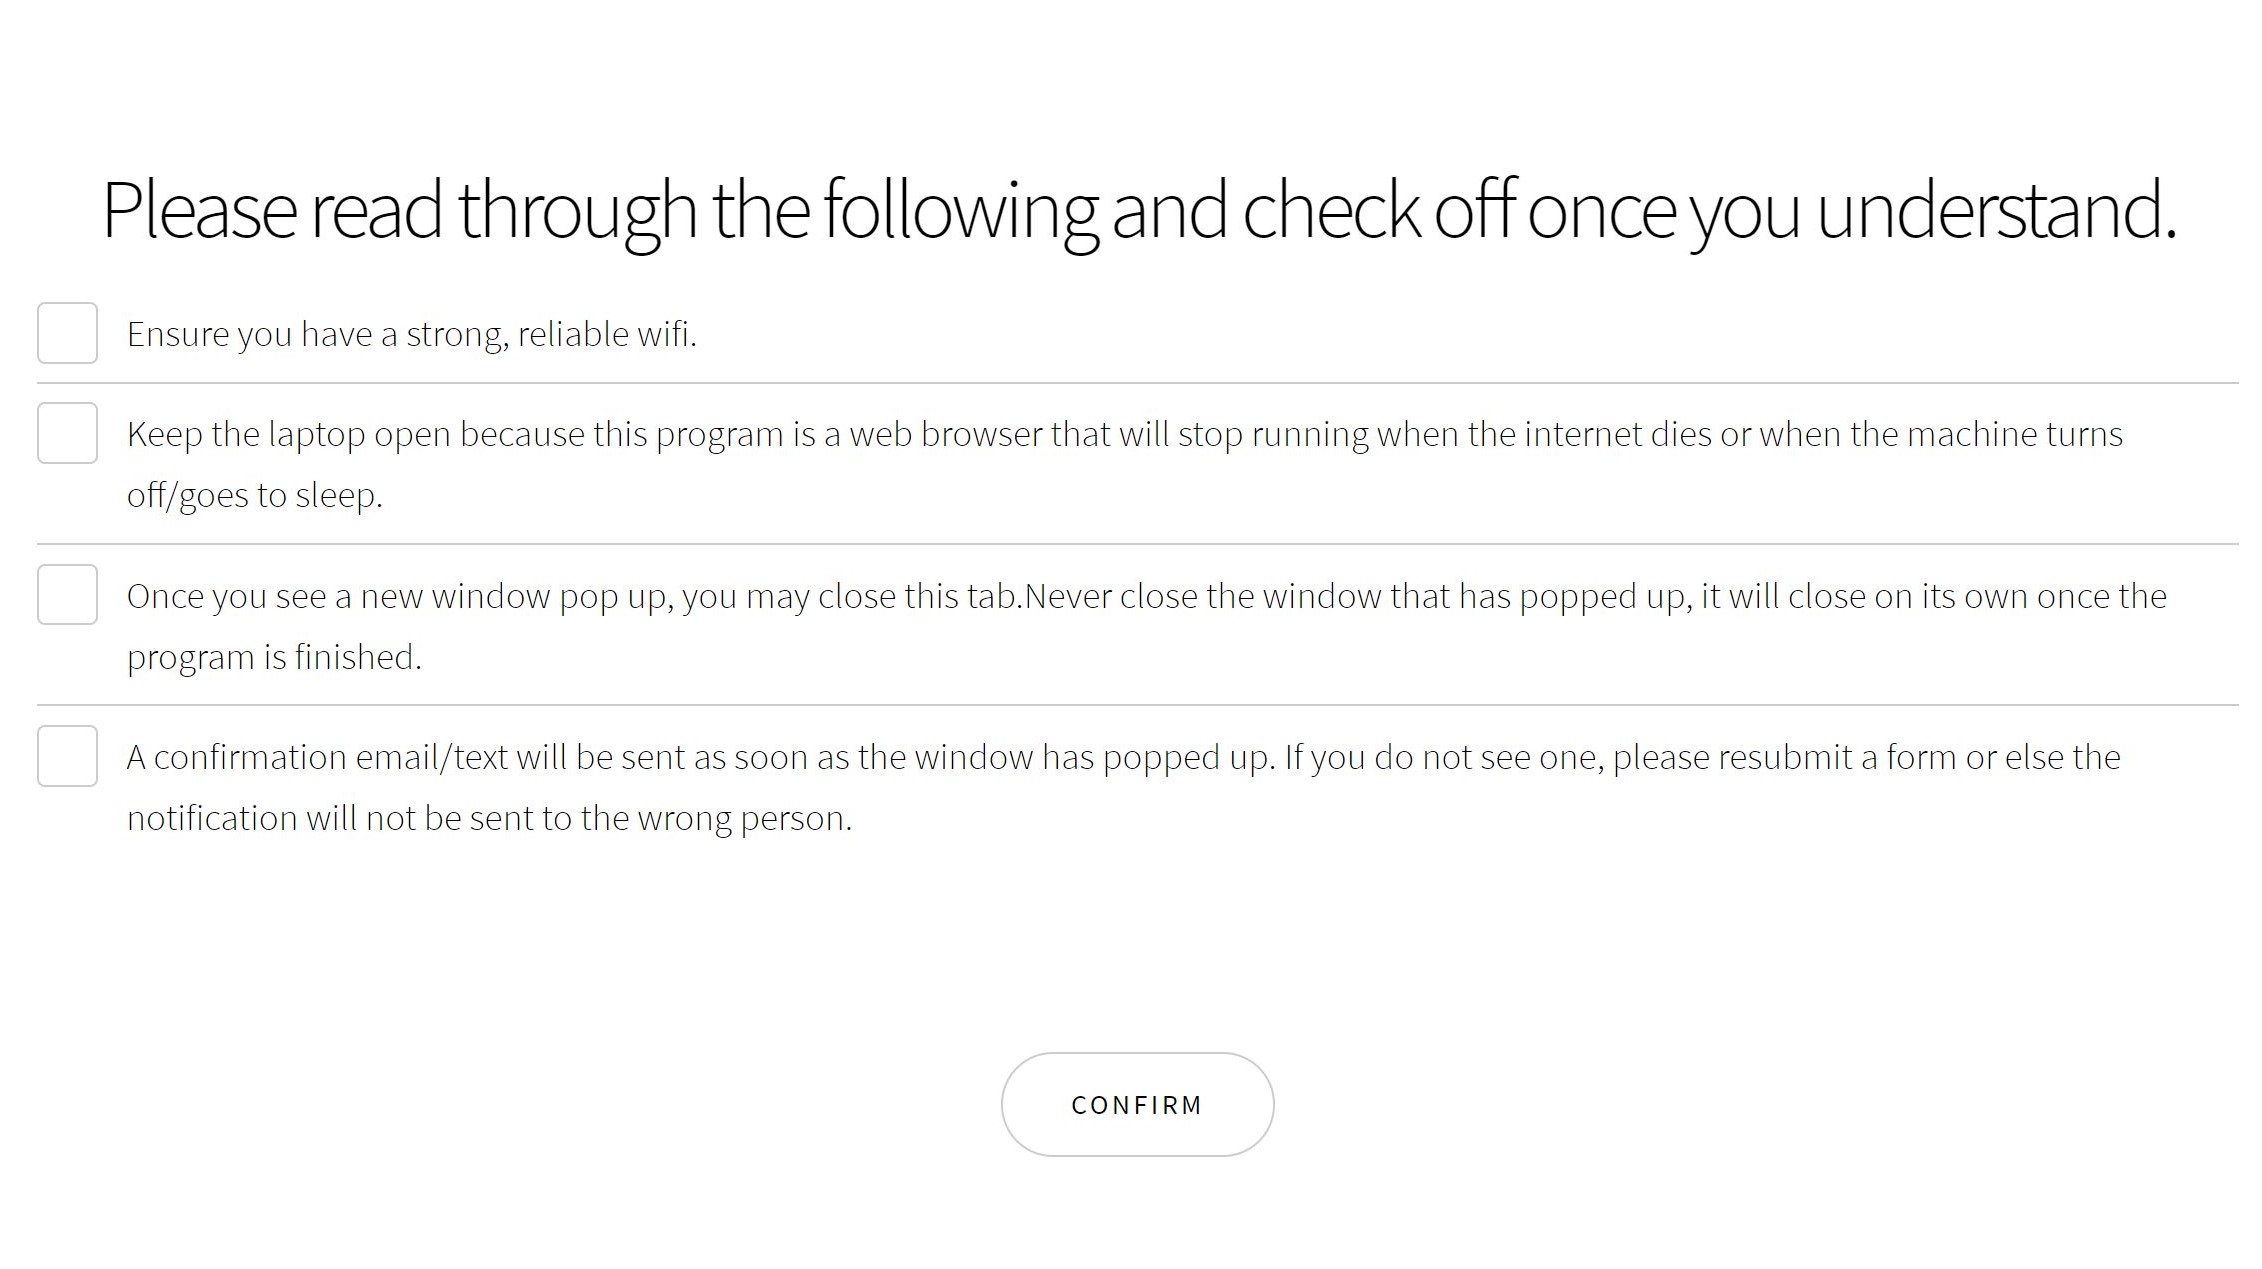 Please read through the following and check off once you understand.
Ensure you have a strong, reliable wifi.
Keep the laptop open because this program is a web browser that will stop running when the internet dies or when the machine turns
off/goes to sleep.
Once you see a new window pop up, you may close this tab.Never close the window that has popped up, it will close on its own once the
program is finished.
A confirmation email/text will be sent as soon as the window has popped up. If you do not see one, please resubmit a form or else the
notification will not be sent to the wrong person.
CONFIRM